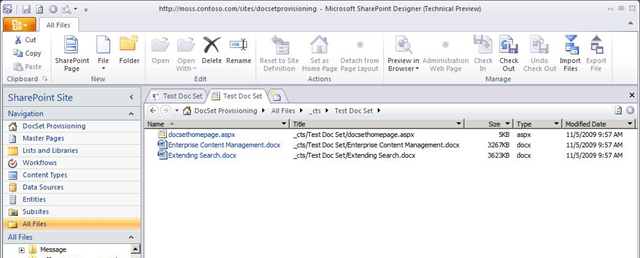 http://moss.contoso.com/sites/docsetprovisioning - Microsoft SharePoint Designer (Technical Preview)
All Files
Cut
Copy
Paste
Clipboard
SharePoint Page
File
Folder
New
Open
Open With
Rename
Delete
Edit
Reset to Site Definition
Set as Home Page
Detach from Page Layout
Actions
Preview in Browser
Administration Web Page
Check In
Check Out
Undo Check Out
Import Files
Export Files
Manage
SharePoint Site
Navigation
DocSet Provisioning
Master Pages
Lists and Libraries
Workflows
Content Types
Data Sources
Entities
Subsites
All Files
All Files
Message
Test Doc Set
Test Doc Set
DocSet Provisioning
All Files
_cts
Test Doc Set
Name
Title
Size
Type
Modified Date
docsethomepage.aspx
_cts/Test Doc Set/docsethomepage.aspx
5KB
aspx
11/5/2009 9:57 AM
Enterprise Content Management.docx
_cts/Test Doc Set/Enterprise Content Management.docx
3267KB
docx
11/5/2009 9:57 AM
Extending Search.docx
_cts/Test Doc Set/Extending Search.docx
3623KB
docx
11/5/2009 9:57 AM